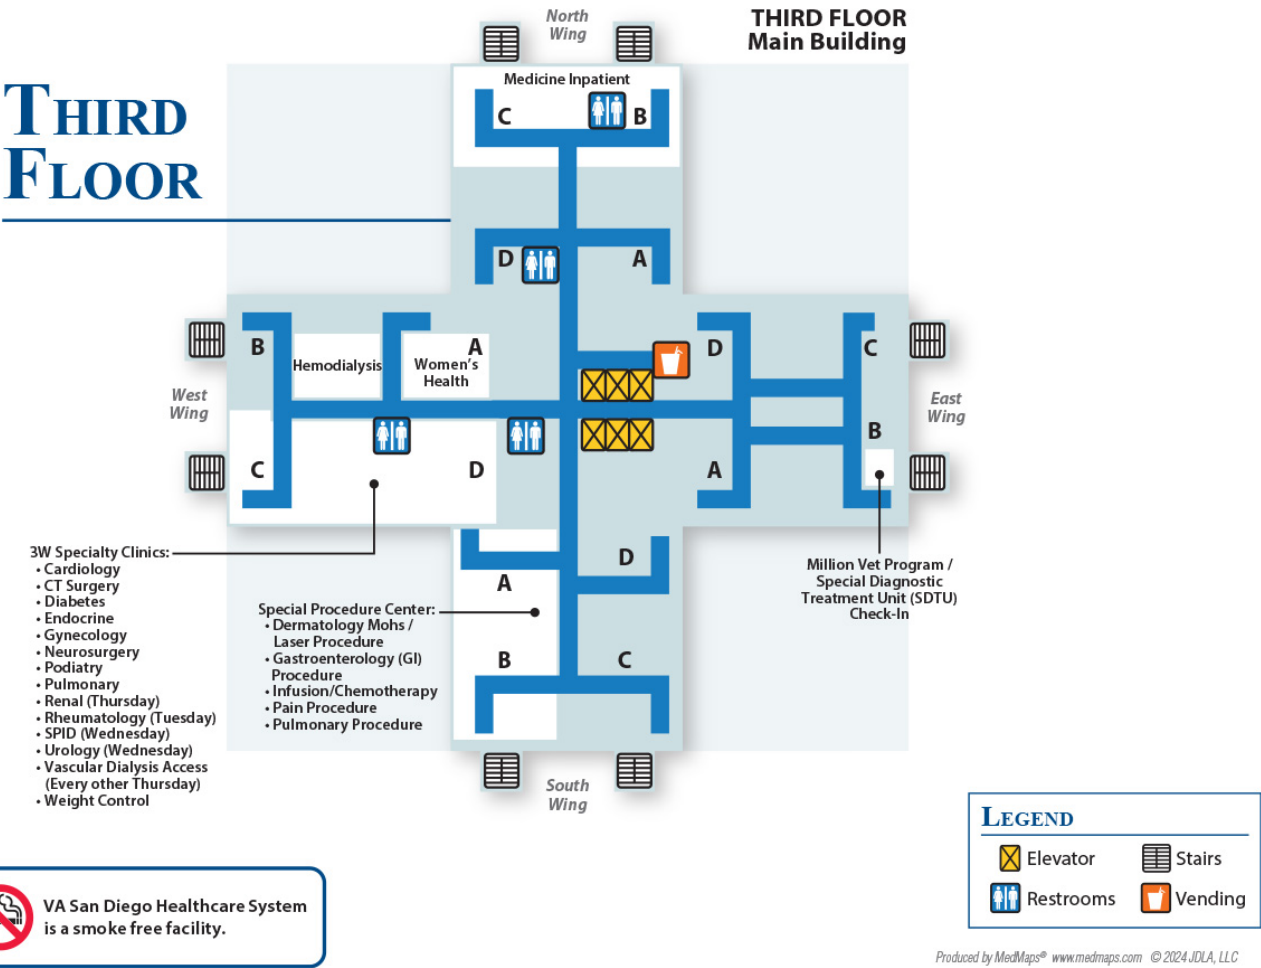 North
Wing
THIRD FLOOR
Main Building
THIRD
FLOOR
Medicine Inpatient
C
B
D
A
B
Hemodialysis
A
Women's
Health
D
C
West
Wing
East
Wing
C
D
A
B
3W Specialty Clinics:
• Cardiology
• CT Surgery
• Diabetes
• Endocrine
• Gynecology
• Neurosurgery
• Podiatry
• Pulmonary
• Renal (Thursday)
• Rheumatology (Tuesday)
• SPID (Wednesday)
• Urology (Wednesday)
• Vascular Dialysis Access
(Every other Thursday)
• Weight Control
A
D
Special Procedure Center:
• Dermatology Mohs /
Laser Procedure
• Gastroenterology (GI)
Procedure
• Infusion/Chemotherapy
• Pain Procedure
• Pulmonary Procedure
B
C
Million Vet Program /
Special Diagnostic
Treatment Unit (SDTU)
Check-In
South
Wing
LEGEND
Elevator
Stairs
Restrooms
Vending
VA San Diego Healthcare System
is a smoke free facility.
Produced by MedMaps® www.medmaps.com © 2024 JDLA, LLC